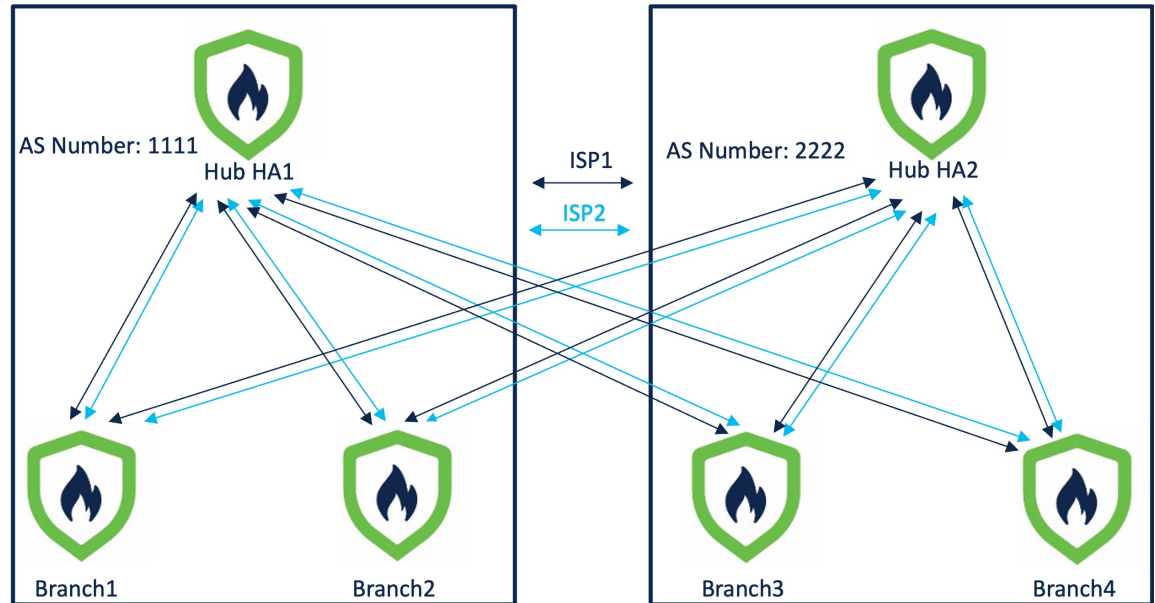 AS Number: 1111
Hub HA1
ISP1
ISP2
AS Number: 2222
Hub HA2
Branch1
Branch2
Branch3
Branch4